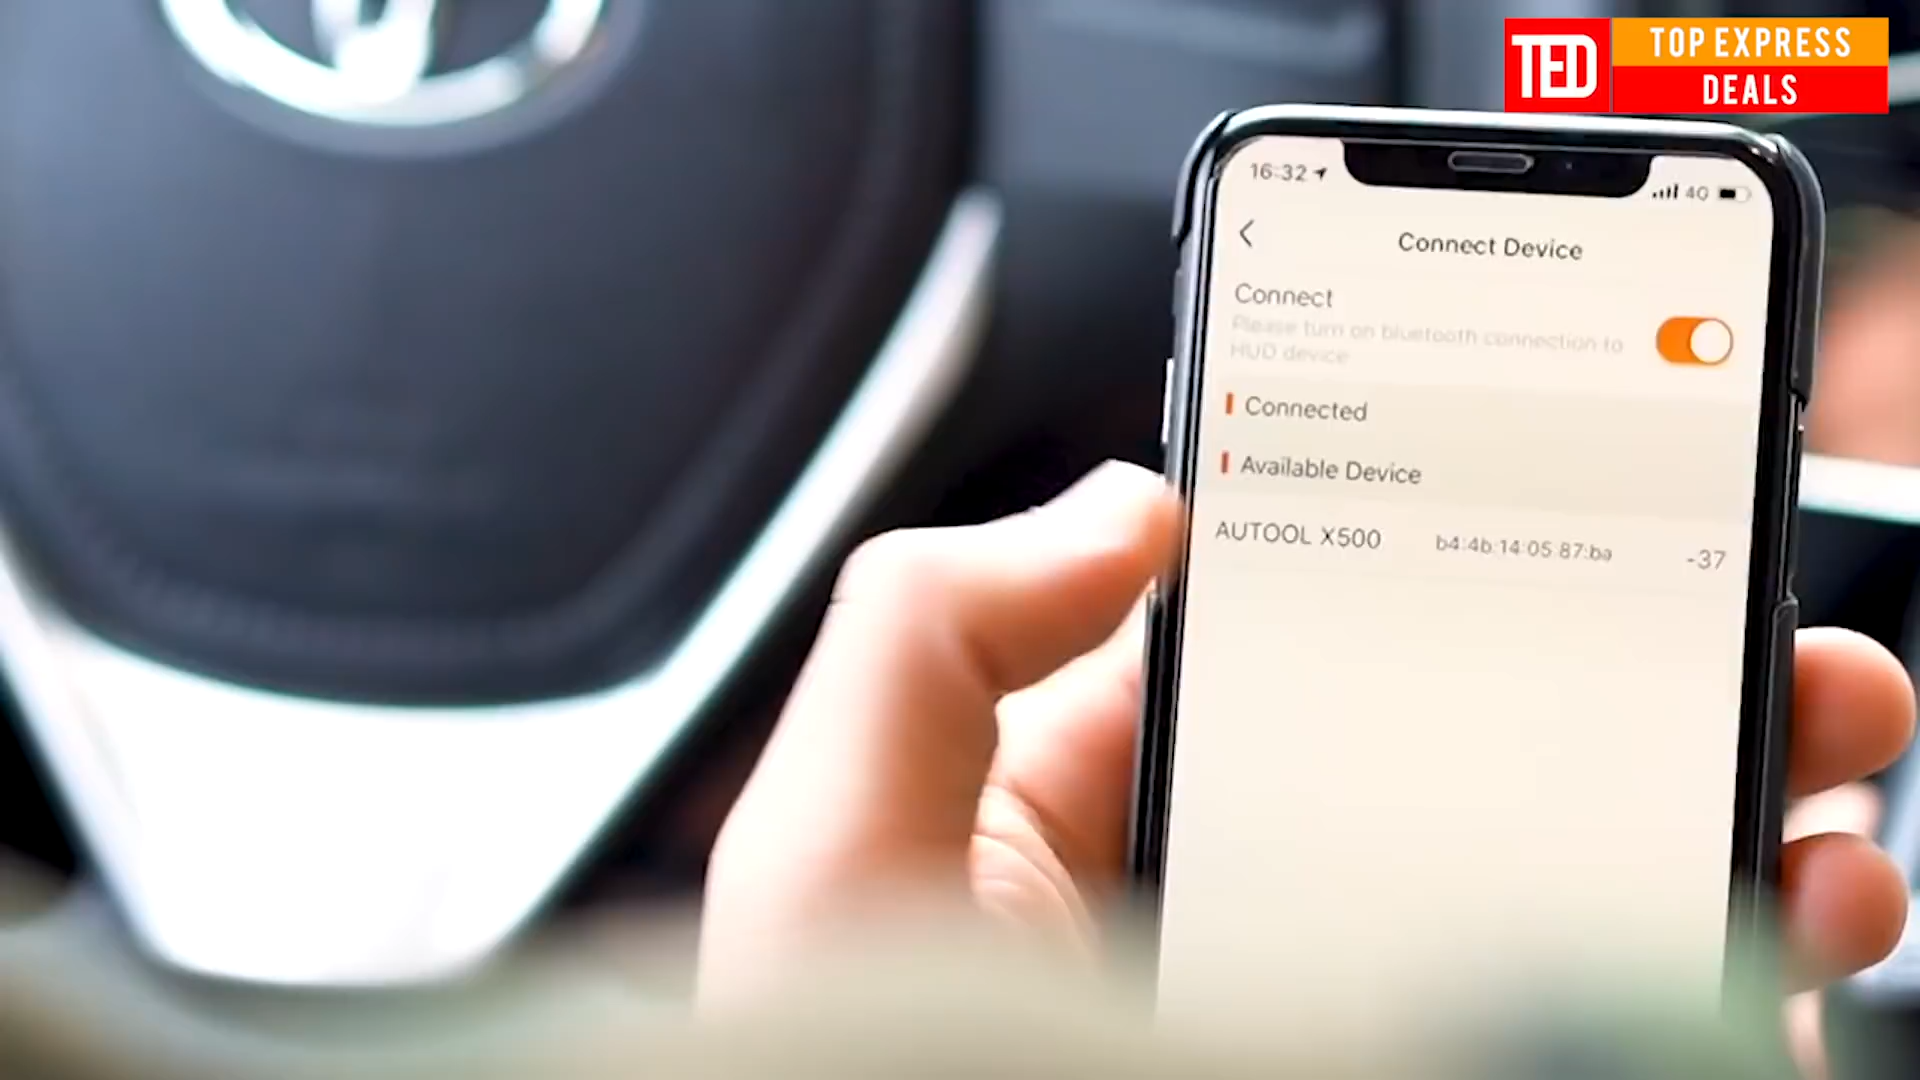 TED
TOP EXPRESS
DEALS
16:32
4G
Connect Device
Connect
Please turn on bluetooth connection to
HUD device
Connected
Available Device
AUTOOL X500 b4:4b:14:05:87:ba -37